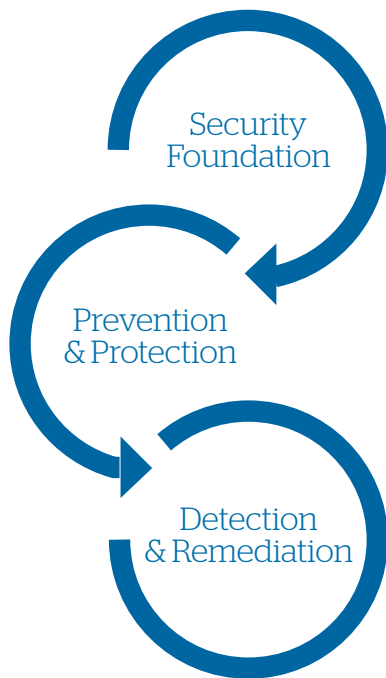 Security
Foundation
Prevention
& Protection
Detection
& Remediation